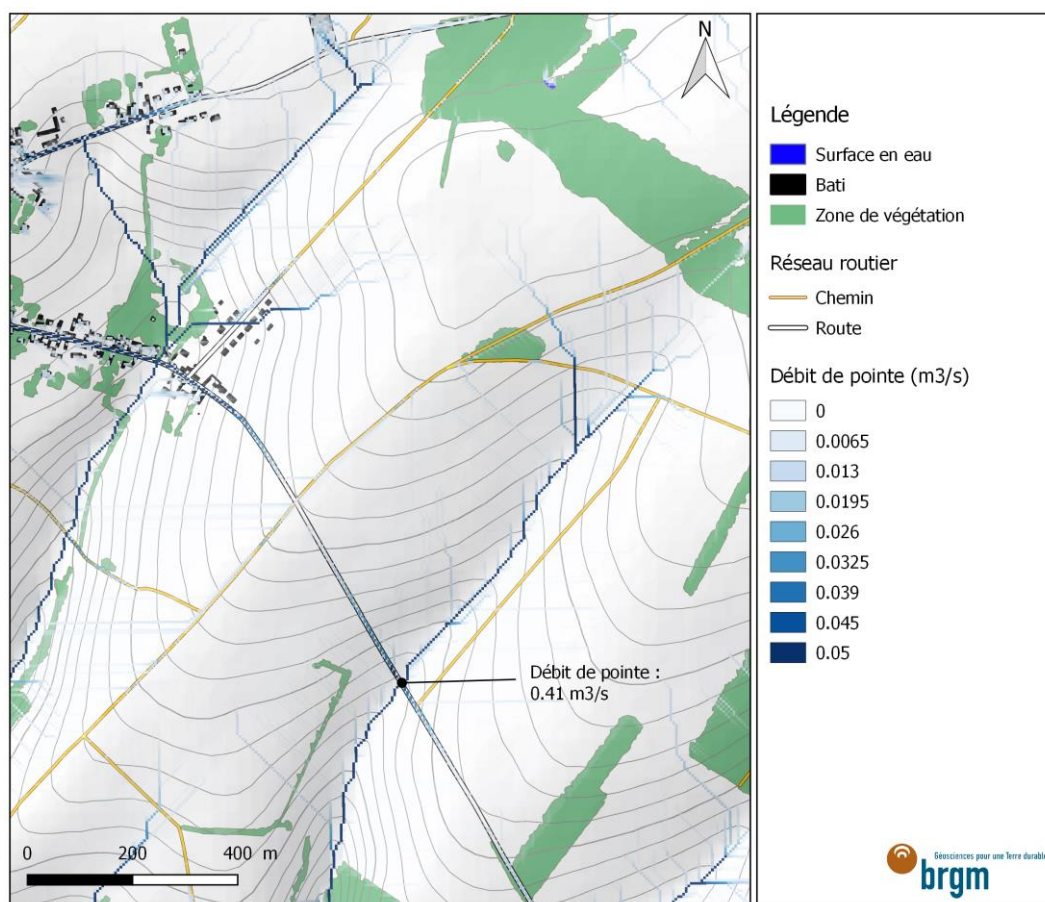 N
Débit de pointe :
0.41 m3/s
0 200 400 m
Légende
Surface en eau
Bati
Zone de végétation
Réseau routier
Chemin
Route
Débit de pointe (m3/s)
0
0.0065
0.013
0.0195
0.026
0.0325
0.039
0.045
0.05
Géosciences pour une Terre durable
brgm